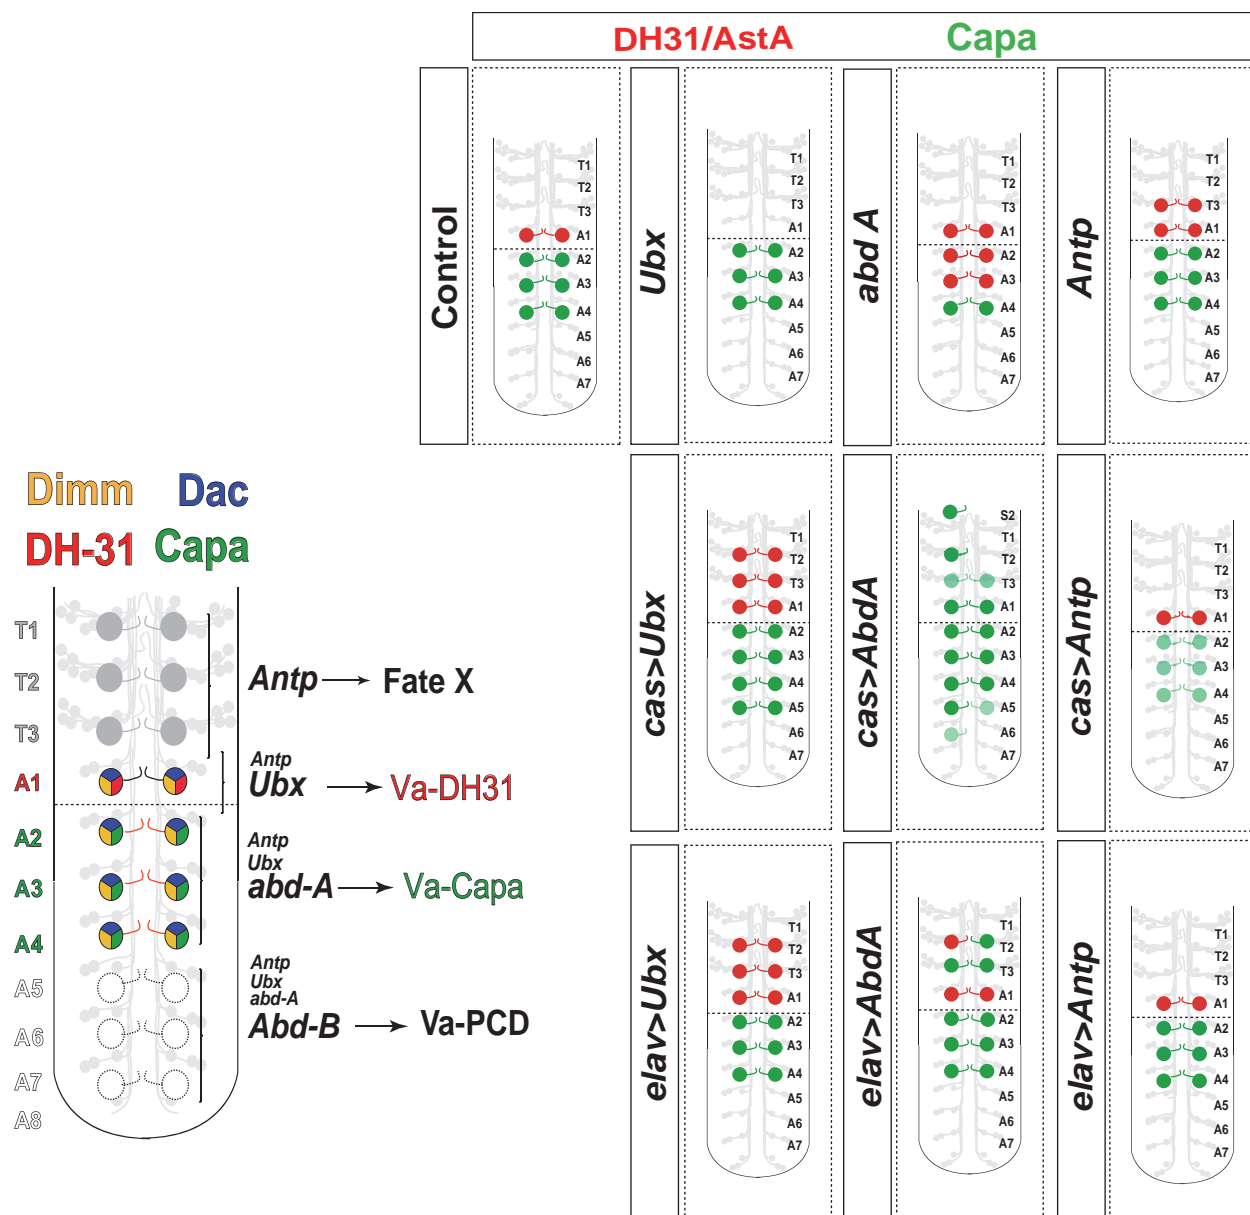 DH31/AstA Capa
Control
T1
T2
T3
A1
A2
A3
A4
A5
A6
A7
Ubx
T1
T2
T3
A1
A2
A3
A4
A5
A6
A7
abd A
T1
T2
T3
A1
A2
A3
A4
A5
A6
A7
Antp
T1
T2
T3
A1
A2
A3
A4
A5
A6
A7
cas>Ubx
T1
T2
T3
A1
A2
A3
A4
A5
A6
A7
cas>AbdA
S2
T1
T2
T3
A1
A2
A3
A4
A5
A6
A7
cas>Antp
T1
T2
T3
A1
A2
A3
A4
A5
A6
A7
elav>Ubx
T1
T2
T3
A1
A2
A3
A4
A5
A6
A7
elav>AbdA
T1
T2
T3
A1
A2
A3
A4
A5
A6
A7
elav>Antp
T1
T2
T3
A1
A2
A3
A4
A5
A6
A7
Dimm Dac
DH-31 Capa
T1
T2
T3
A1
A2
A3
A4
A5
A6
A7
A8
Antp → Fate X
Antp
Ubx → Va-DH31
Antp
Ubx
abd-A → Va-Capa
Antp
Ubx
abd-A
Abd-B → Va-PCD